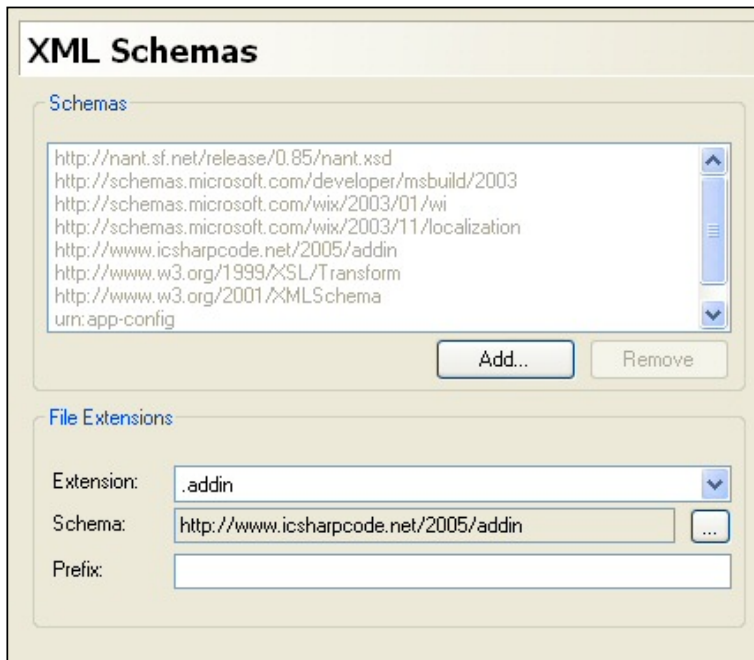 XML Schemas
Schemas
http://nant.sf.net/release/0.85/nant.xsd
http://schemas.microsoft.com/developer/msbuild/2003
http://schemas.microsoft.com/wix/2003/01/wi
http://schemas.microsoft.com/wix/2003/11/localization
http://www.icsharpcode.net/2005/addin
http://www.w3.org/1999/XSL/Transform
http://www.w3.org/2001/XMLSchema
urn:app-config
Add... Remove
File Extensions
Extension: .addin
Schema: http://www.icsharpcode.net/2005/addin ...
Prefix: